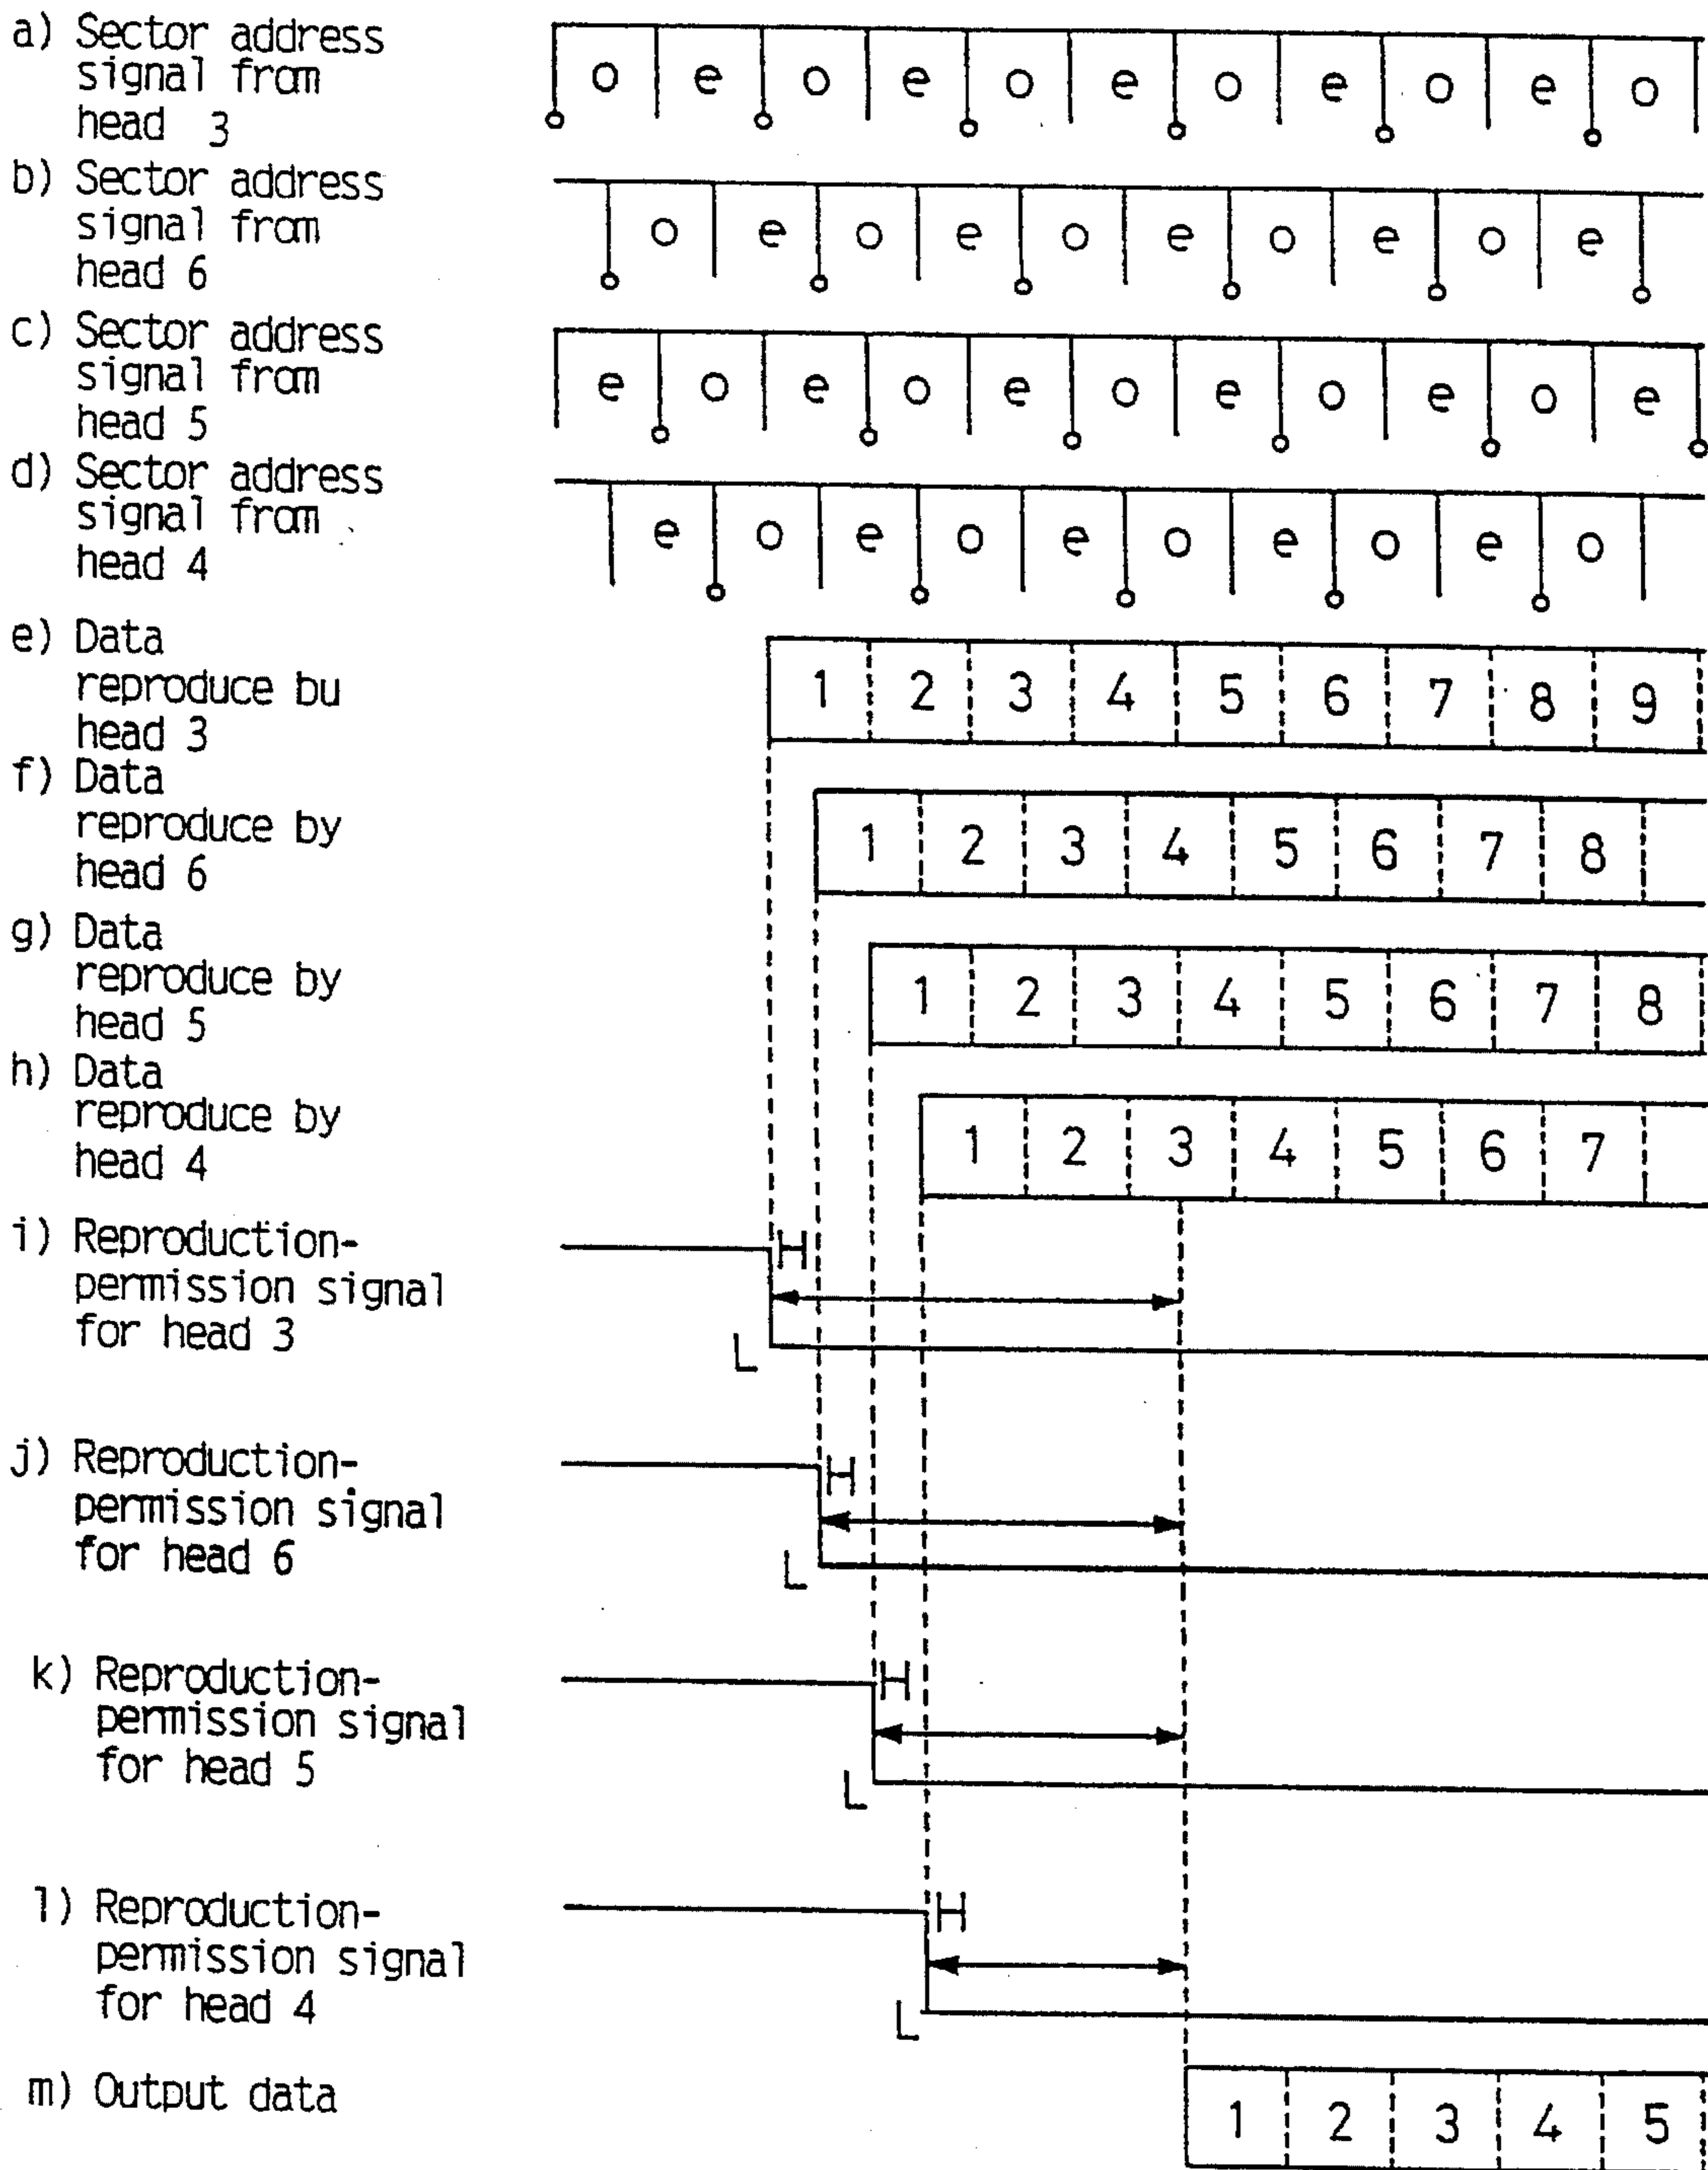 a) Sector address
signal from
head 3
o e o e o e o e o e o
b) Sector address
signal from
head 6
o e o e o e o e o e
c) Sector address
signal from
head 5
e o e o e o e o e o e
d) Sector address
signal from
head 4
e o e o e o e o e o
e) Data
reproduce bu
head 3
1 2 3 4 5 6 7 8 9
f) Data
reproduce by
head 6
1 2 3 4 5 6 7 8
g) Data
reproduce by
head 5
1 2 3 4 5 6 7 8
h) Data
reproduce by
head 4
1 2 3 4 5 6 7
i) Reproduction-
permission signal
for head 3
H
L
j) Reproduction-
permission signal
for head 6
H
L
k) Reproduction-
permission signal
for head 5
H
L
l) Reproduction-
permission signal
for head 4
H
L
m) Output data
1 2 3 4 5